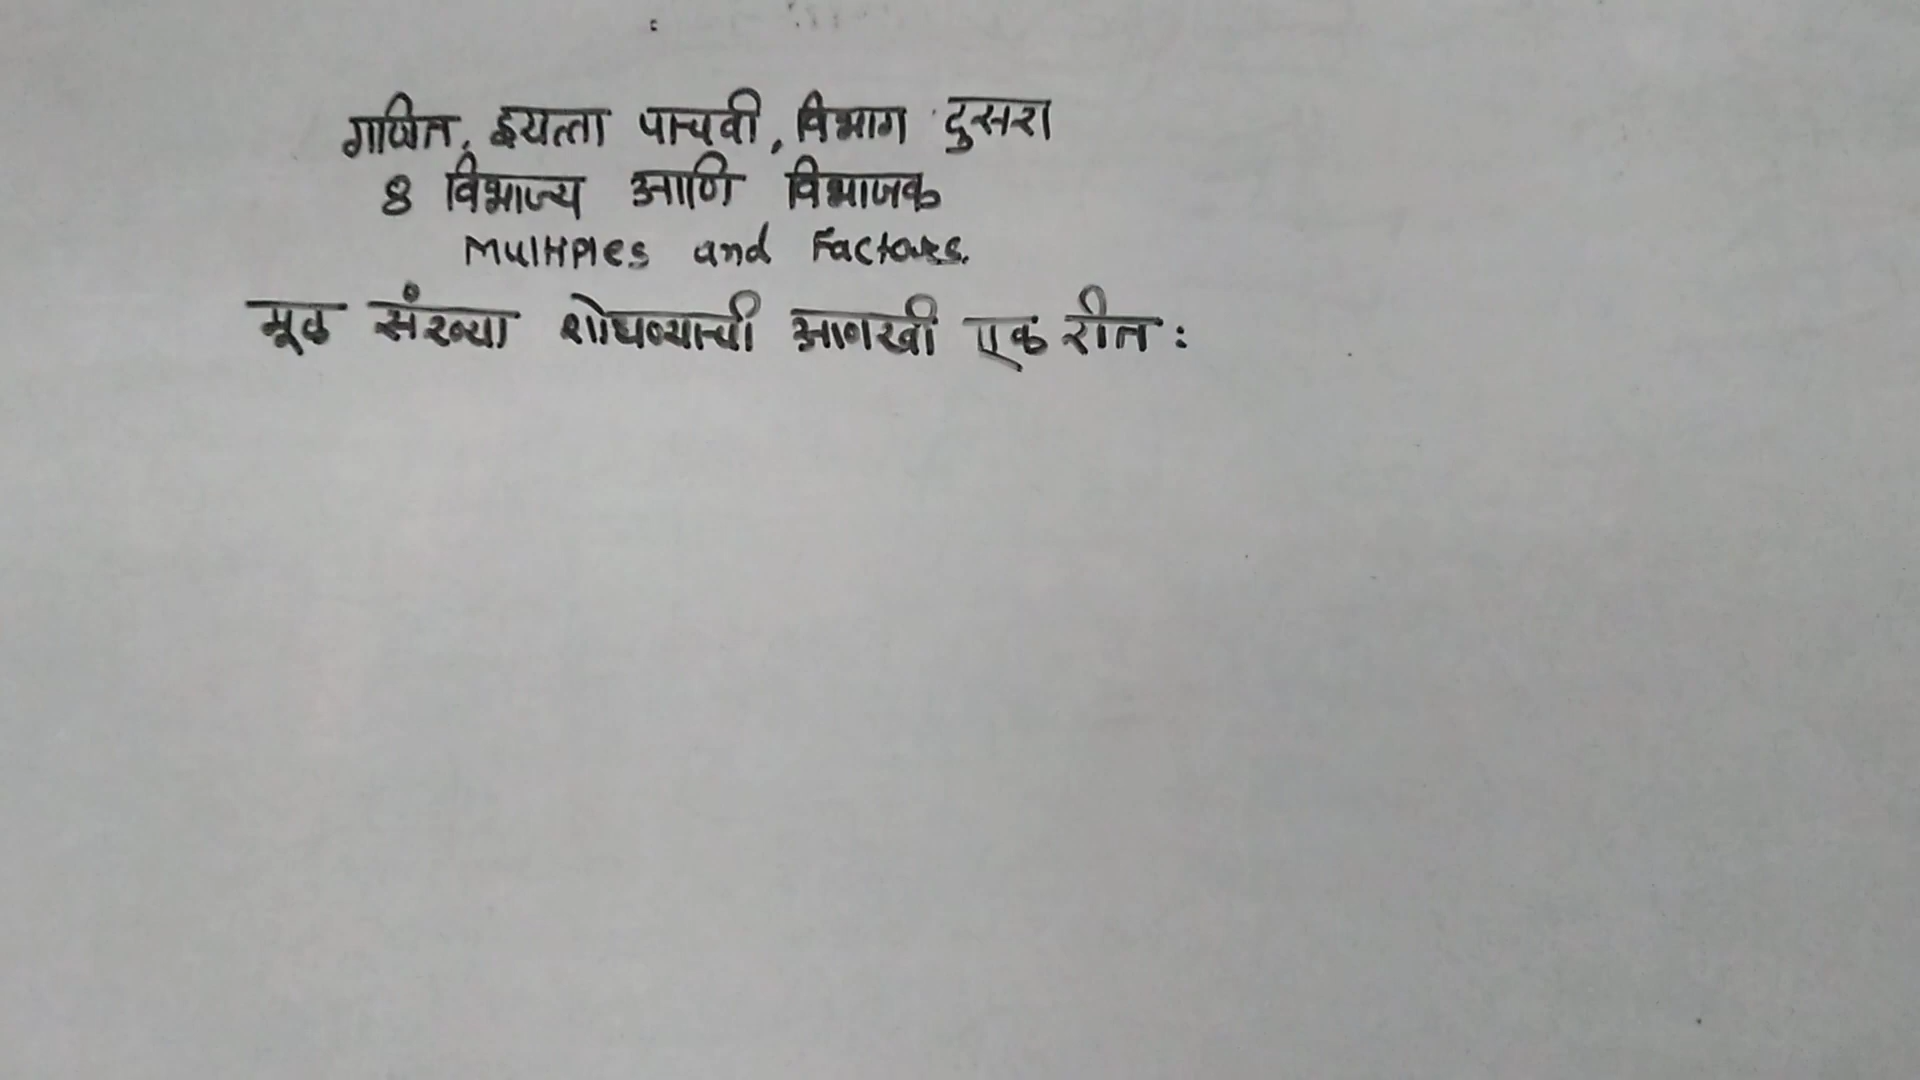 गणित, इयत्ता पाचवी, विभाग दुसरा
8 विभाज्य आणि विभाजक
Multiples and Factors.
मूळ संख्या शोधण्याची आणखी एक रीत :